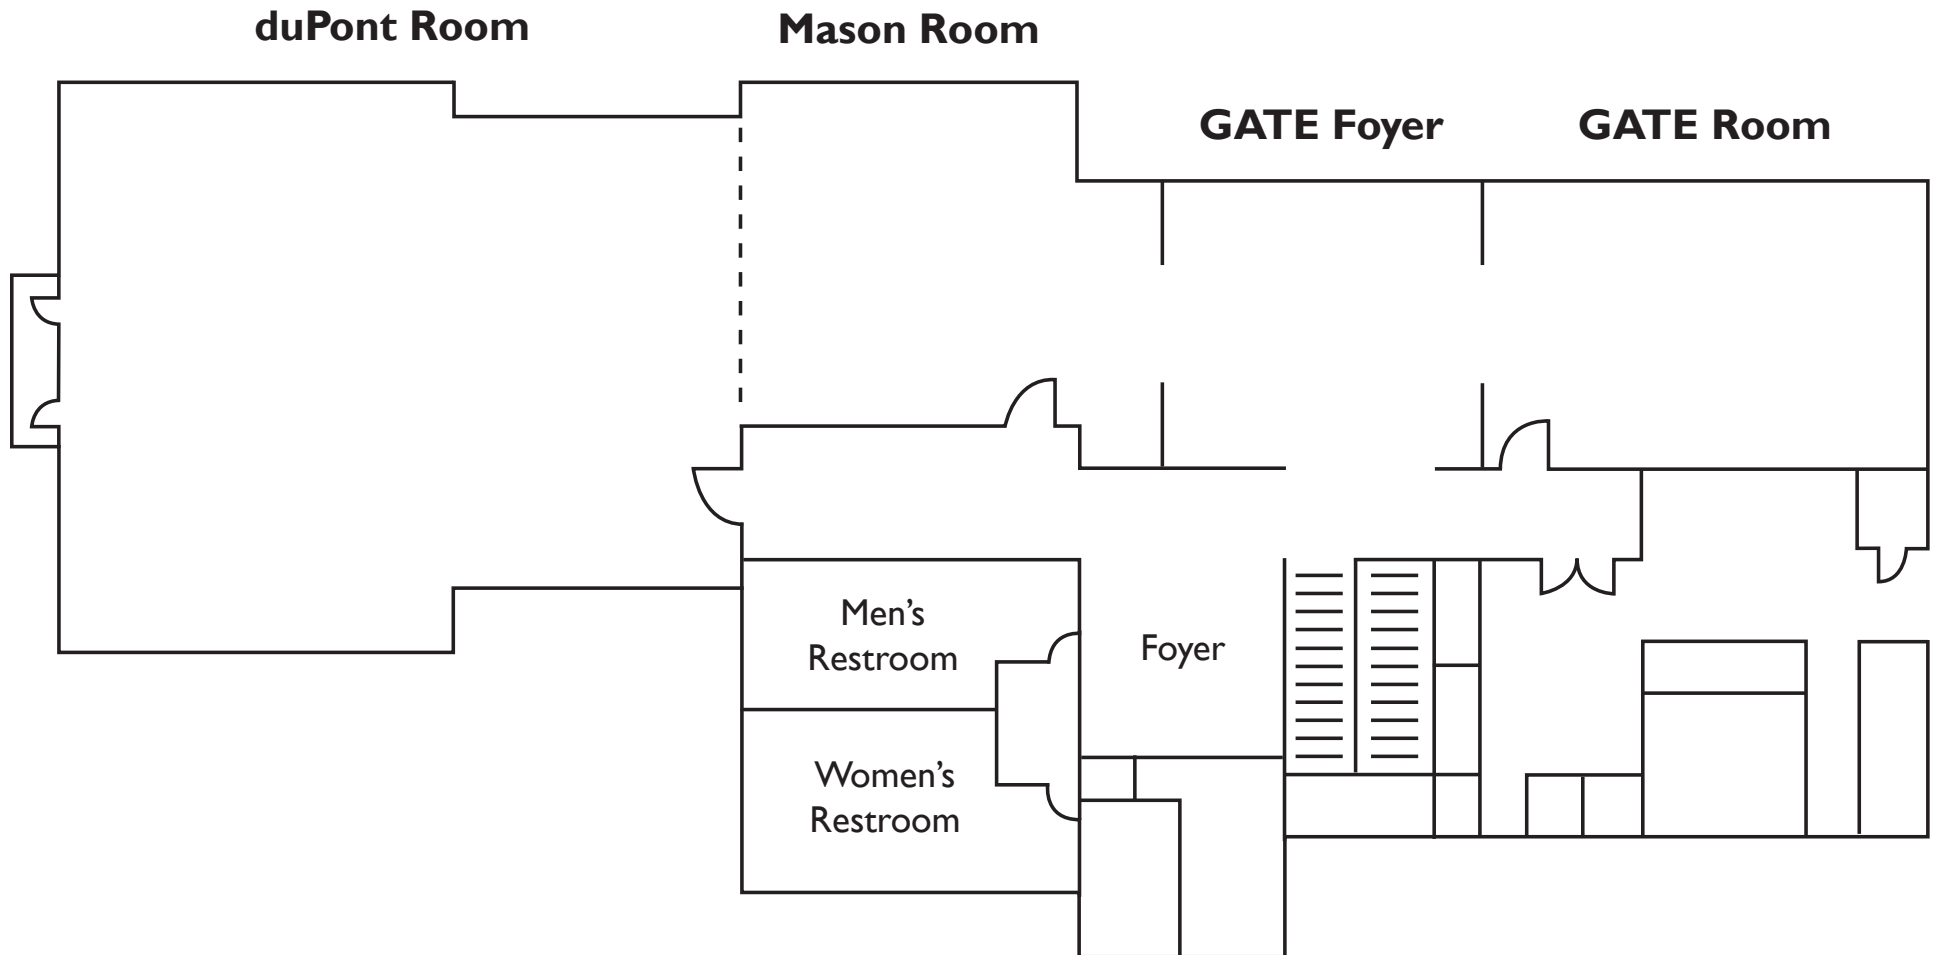 duPont Room
Mason Room
GATE Foyer
GATE Room
Men’s
Restroom
Foyer
Women’s
Restroom